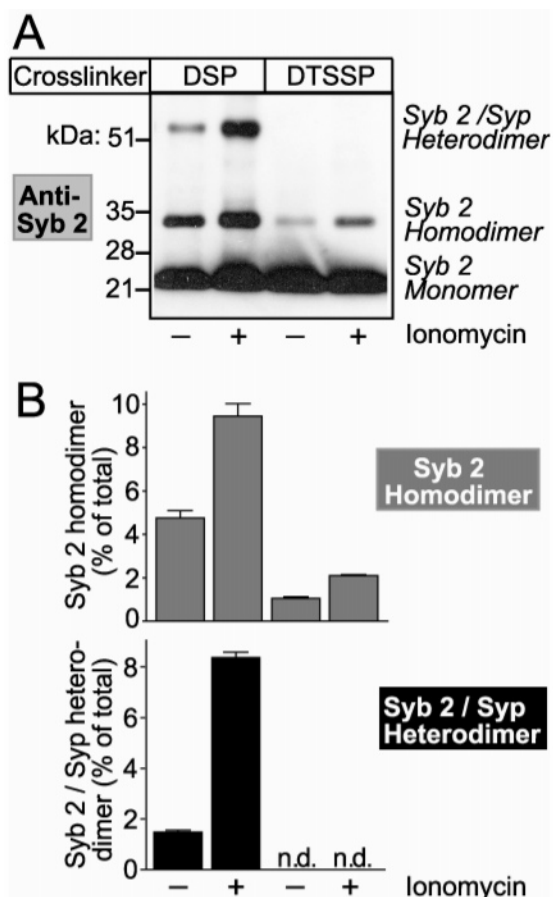 A
Crosslinker DSP DTSSP
kDa: 51
Syb 2 /Syp
Heterodimer
Anti-
Syb 2
35
Syb 2
Homodimer
28
21
Syb 2
Monomer
– + – + Ionomycin
B
Syb 2 homodimer
(% of total)
10
8
6
4
2
0
Syb 2
Homodimer
Syb 2 / Syp hetero-
dimer (% of total)
8
6
4
2
0
n.d. n.d.
Syb 2 / Syp
Heterodimer
– + – + Ionomycin